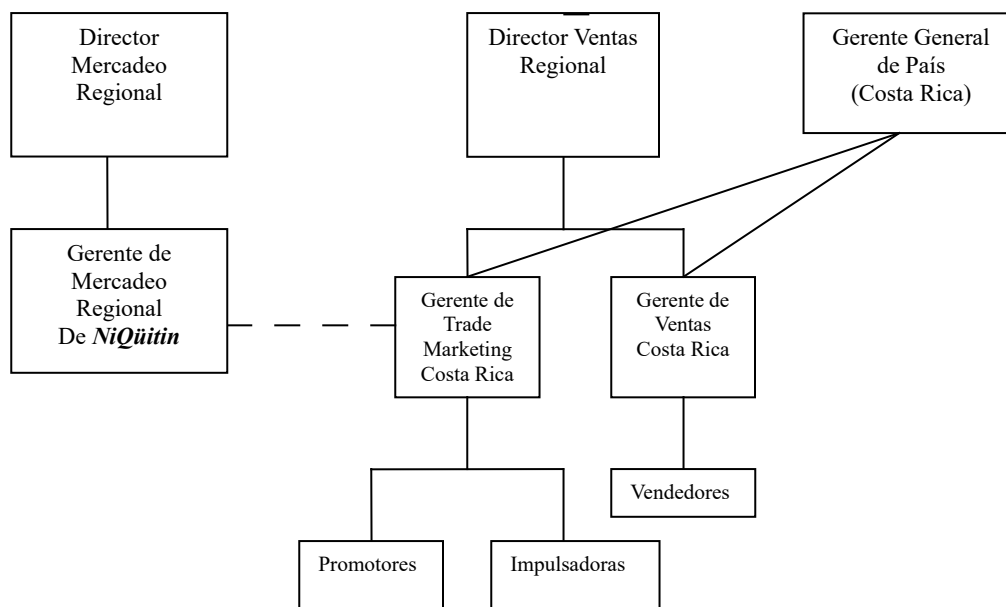 Director
Mercadeo
Regional
Director Ventas
Regional
Gerente General
de País
(Costa Rica)
Gerente de
Mercadeo
Regional
De NiQüitin
Gerente de
Trade
Marketing
Costa Rica
Gerente de
Ventas
Costa Rica
Vendedores
Promotores
Impulsadoras